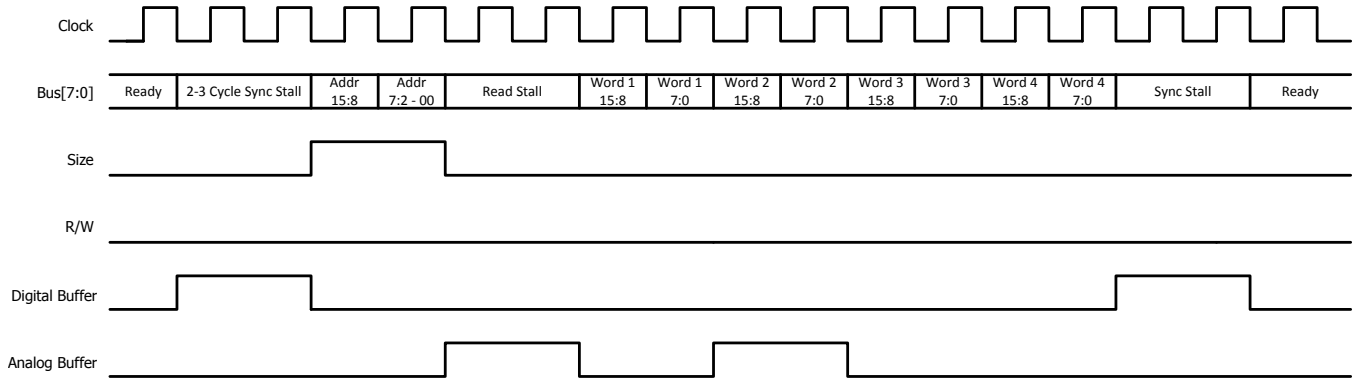 Clock
Bus[7:0]
Ready
2-3 Cycle Sync Stall
Addr
15:8
Addr
7:2 - 00
Read Stall
Word 1
15:8
Word 1
7:0
Word 2
15:8
Word 2
7:0
Word 3
15:8
Word 3
7:0
Word 4
15:8
Word 4
7:0
Sync Stall
Ready
Size
R/W
Digital Buffer
Analog Buffer